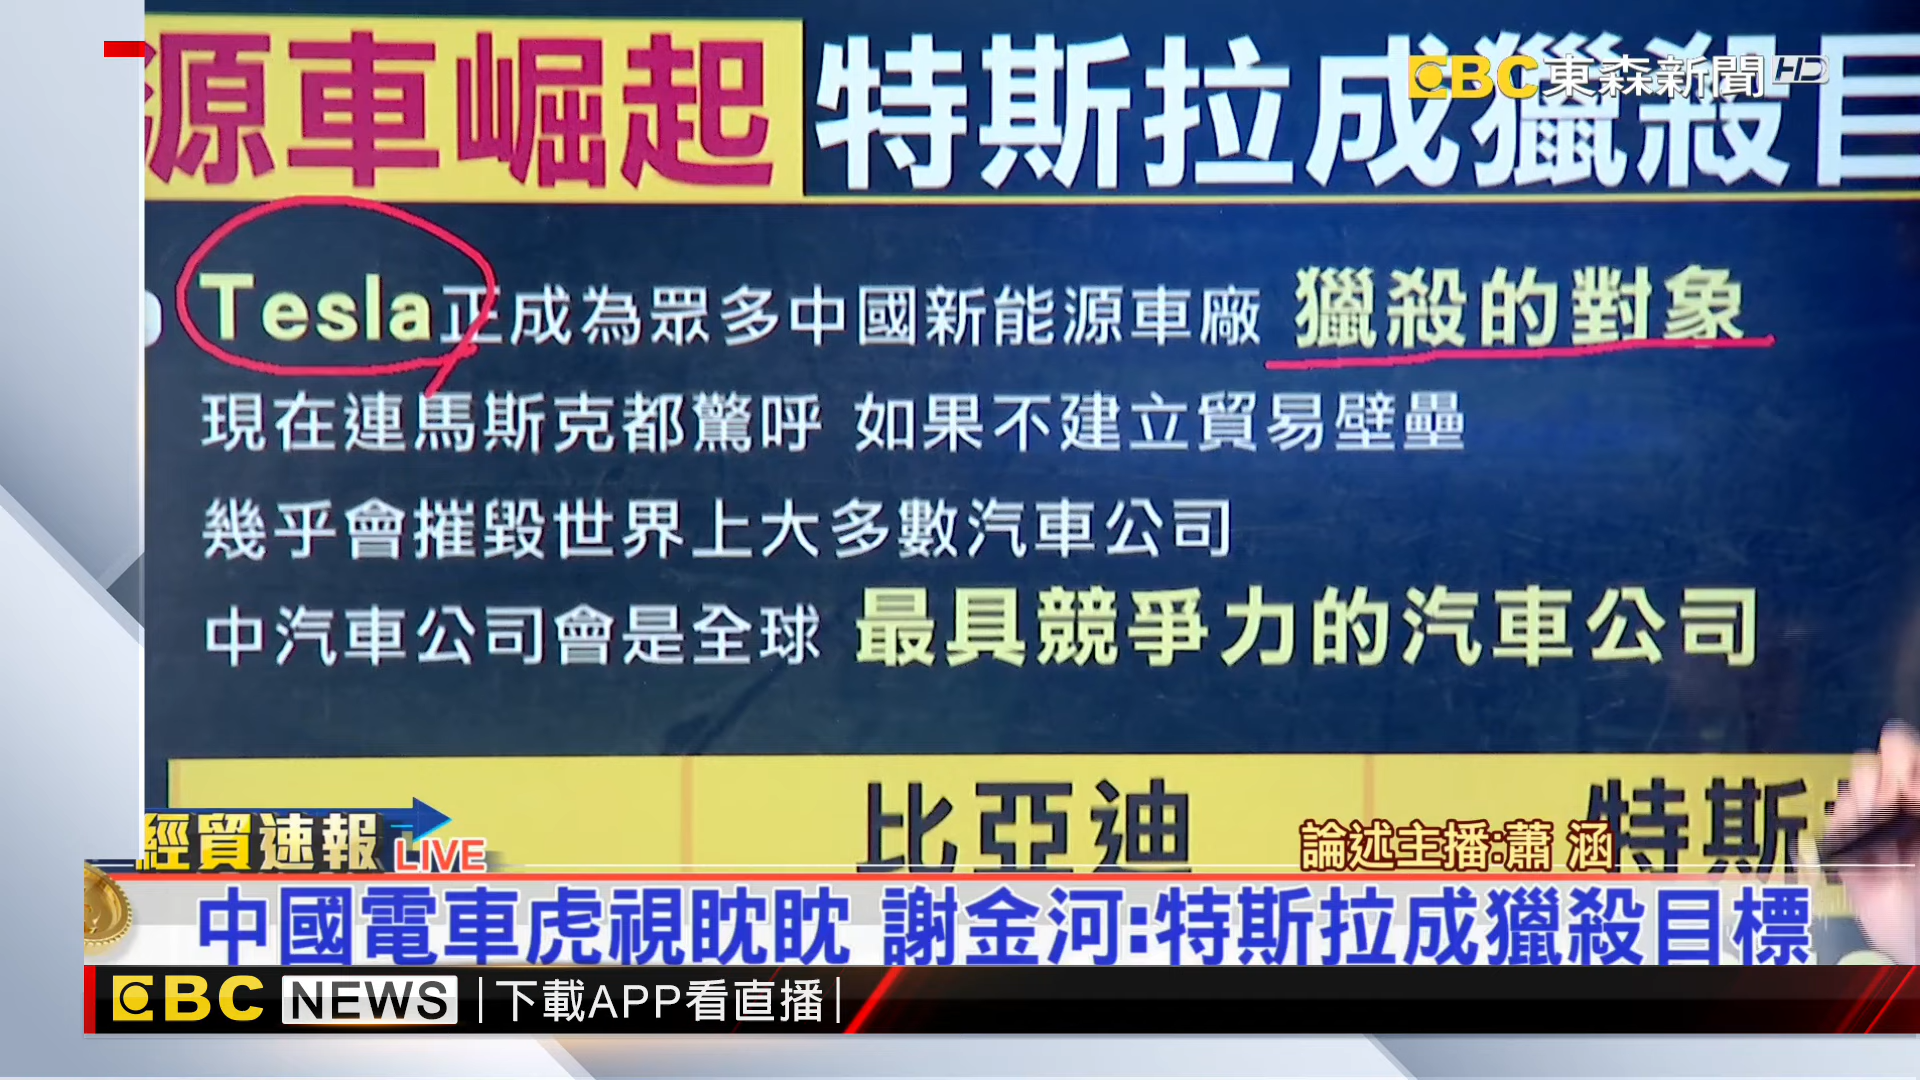 源車崛起 特斯拉成獵殺目
EBC 東森新聞 HD
Tesla正成為眾多中國新能源車廠 獵殺的對象
現在連馬斯克都驚呼 如果不建立貿易壁壘
幾乎會摧毀世界上大多數汽車公司
中汽車公司會是全球 最具競爭力的汽車公司
比亞迪 特斯
經貿速報 LIVE
論述主播:蕭 涵
中國電車虎視眈眈 謝金河:特斯拉成獵殺目標
EBC NEWS |下載APP看直播|